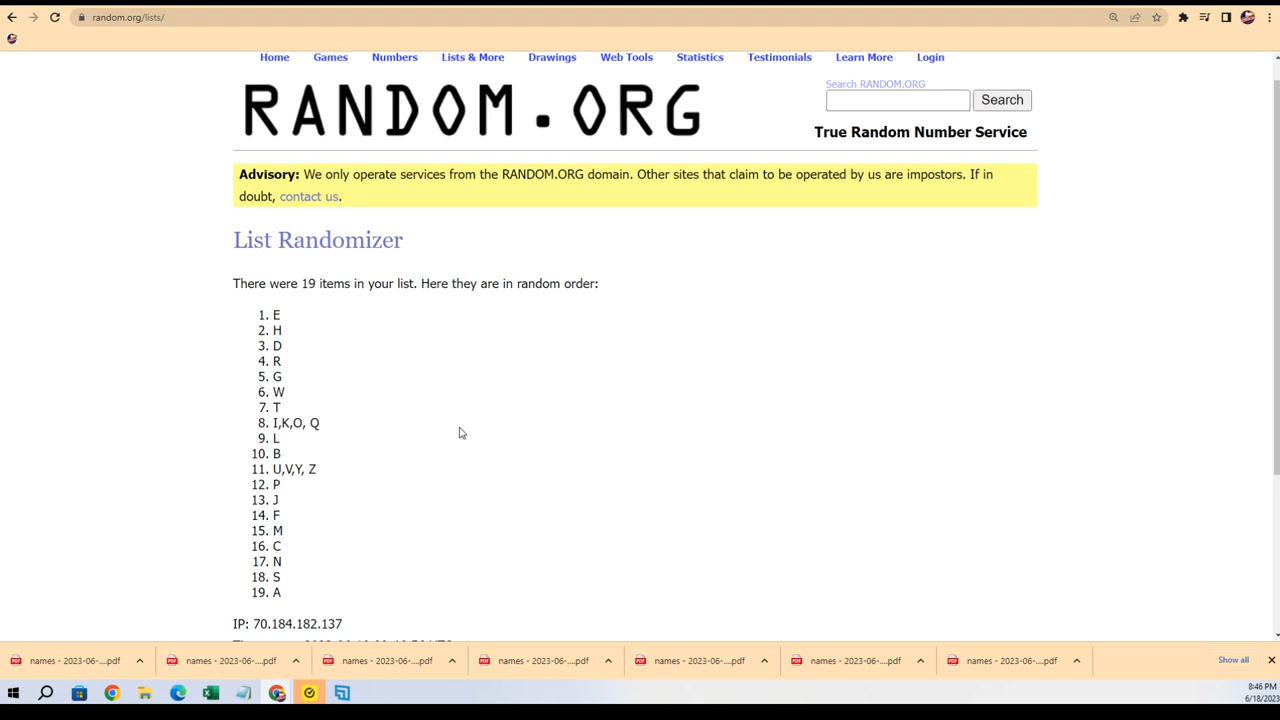 random.org/lists/
Home Games Numbers Lists & More Drawings Web Tools Statistics Testimonials Learn More Login
RANDOM.ORG
Search RANDOM.ORG
Search
True Random Number Service
Advisory: We only operate services from the RANDOM.ORG domain. Other sites that claim to be operated by us are impostors. If in
doubt, contact us.
List Randomizer
There were 19 items in your list. Here they are in random order:
1. E
2. H
3. D
4. R
5. G
6. W
7. T
8. I,K,O, Q
9. L
10. B
11. U,V,Y, Z
12. P
13. J
14. F
15. M
16. C
17. N
18. S
19. A
IP: 70.184.182.137
names - 2023-06-....pdf names - 2023-06-....pdf names - 2023-06-....pdf names - 2023-06-....pdf names - 2023-06-....pdf names - 2023-06-....pdf names - 2023-06-....pdf Show all
8:46 PM
6/18/2023